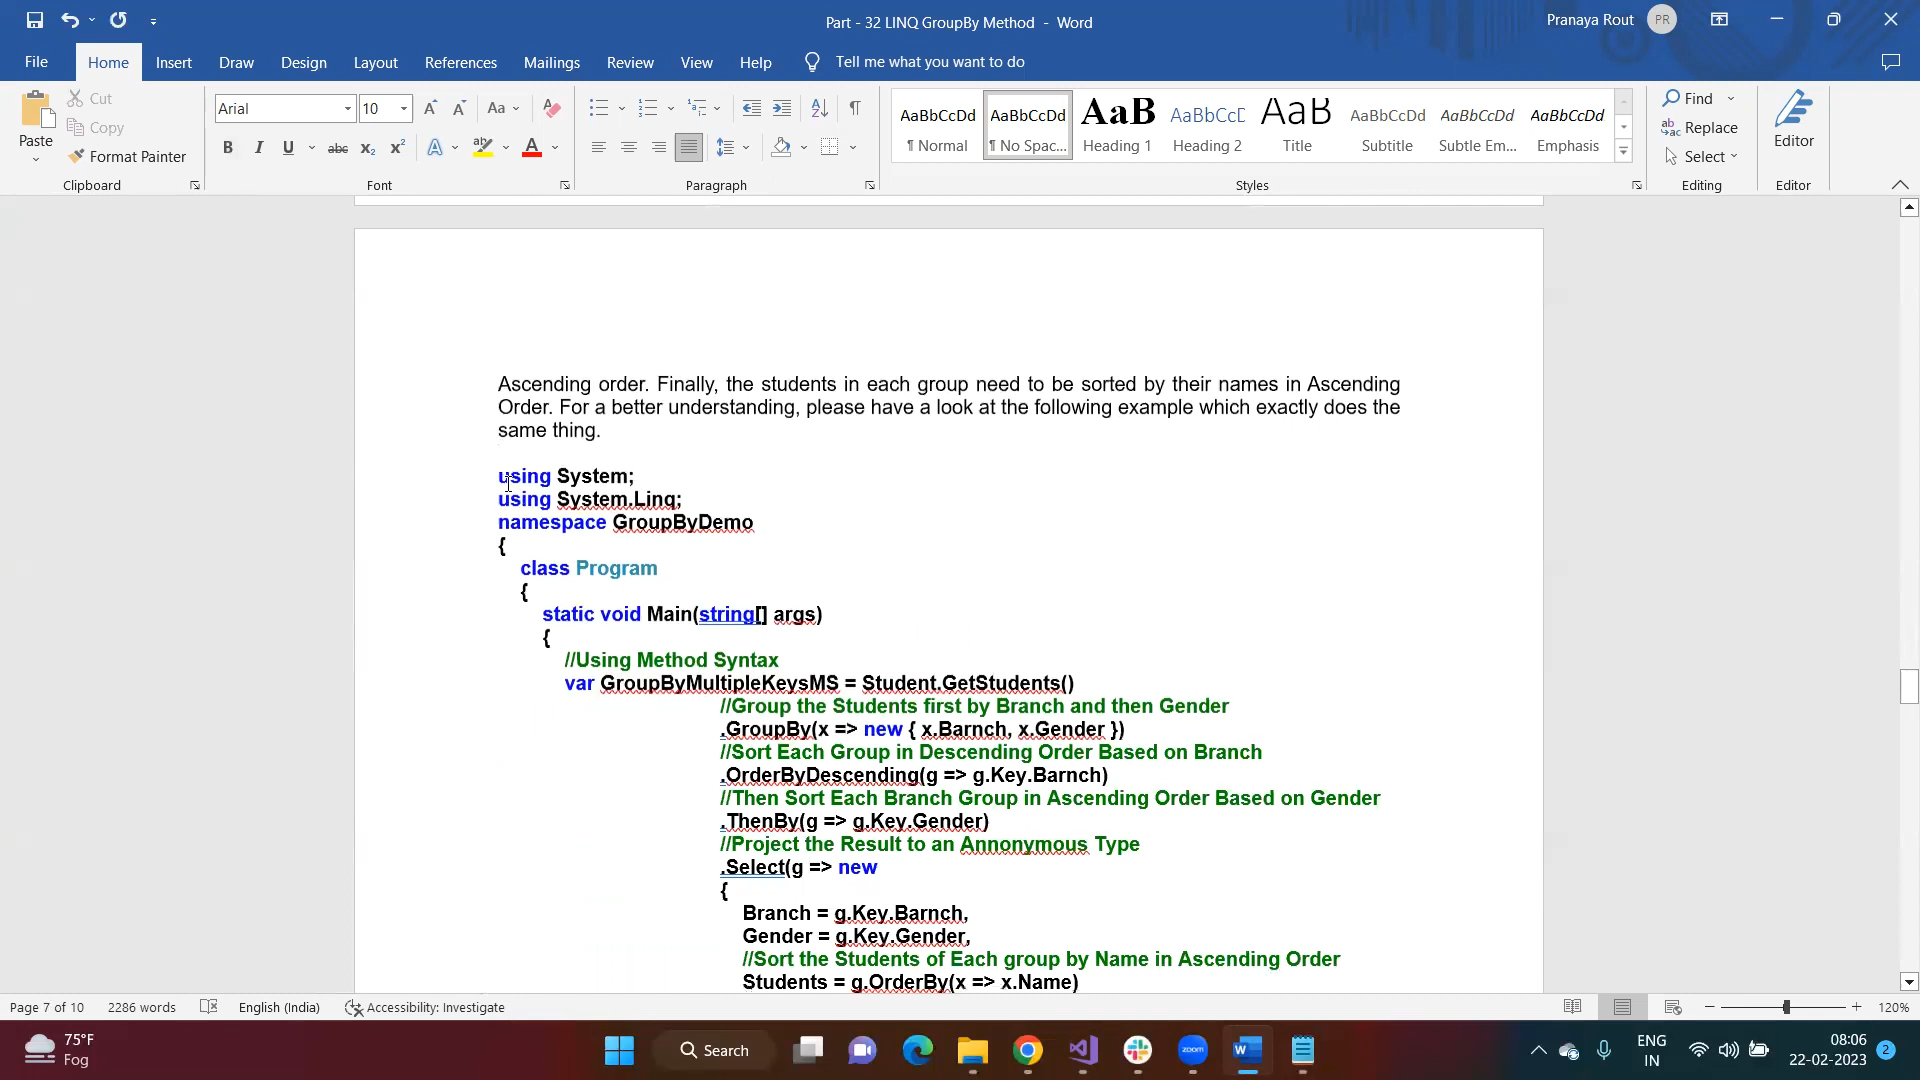 Part - 32 LINQ GroupBy Method - Word
Pranaya Rout PR
File Home Insert Draw Design Layout References Mailings Review View Help Tell me what you want to do
Paste
Cut
Copy
Format Painter
Clipboard
Arial 10
Font
Paragraph
AaBbCcDd AaBbCcDd AaB AaBbCcC AaB AaBbCcDd AaBbCcDd AaBbCcDd
¶ Normal ¶ No Spac... Heading 1 Heading 2 Title Subtitle Subtle Em... Emphasis
Styles
Find
Replace
Select
Editing
Editor
Editor
Ascending order. Finally, the students in each group need to be sorted by their names in Ascending
Order. For a better understanding, please have a look at the following example which exactly does the
same thing.
using System;
using System.Linq;
namespace GroupByDemo
{
class Program
{
static void Main(string[] args)
{
//Using Method Syntax
var GroupByMultipleKeysMS = Student.GetStudents()
//Group the Students first by Branch and then Gender
.GroupBy(x => new { x.Barnch, x.Gender })
//Sort Each Group in Descending Order Based on Branch
.OrderByDescending(g => g.Key.Barnch)
//Then Sort Each Branch Group in Ascending Order Based on Gender
.ThenBy(g => g.Key.Gender)
//Project the Result to an Annonymous Type
.Select(g => new
{
Branch = g.Key.Barnch,
Gender = g.Key.Gender,
//Sort the Students of Each group by Name in Ascending Order
Students = g.OrderBy(x => x.Name)
Page 7 of 10 2286 words English (India) Accessibility: Investigate 120%
75°F
Fog
Search
zoom
ENG
IN
08:06
22-02-2023
2